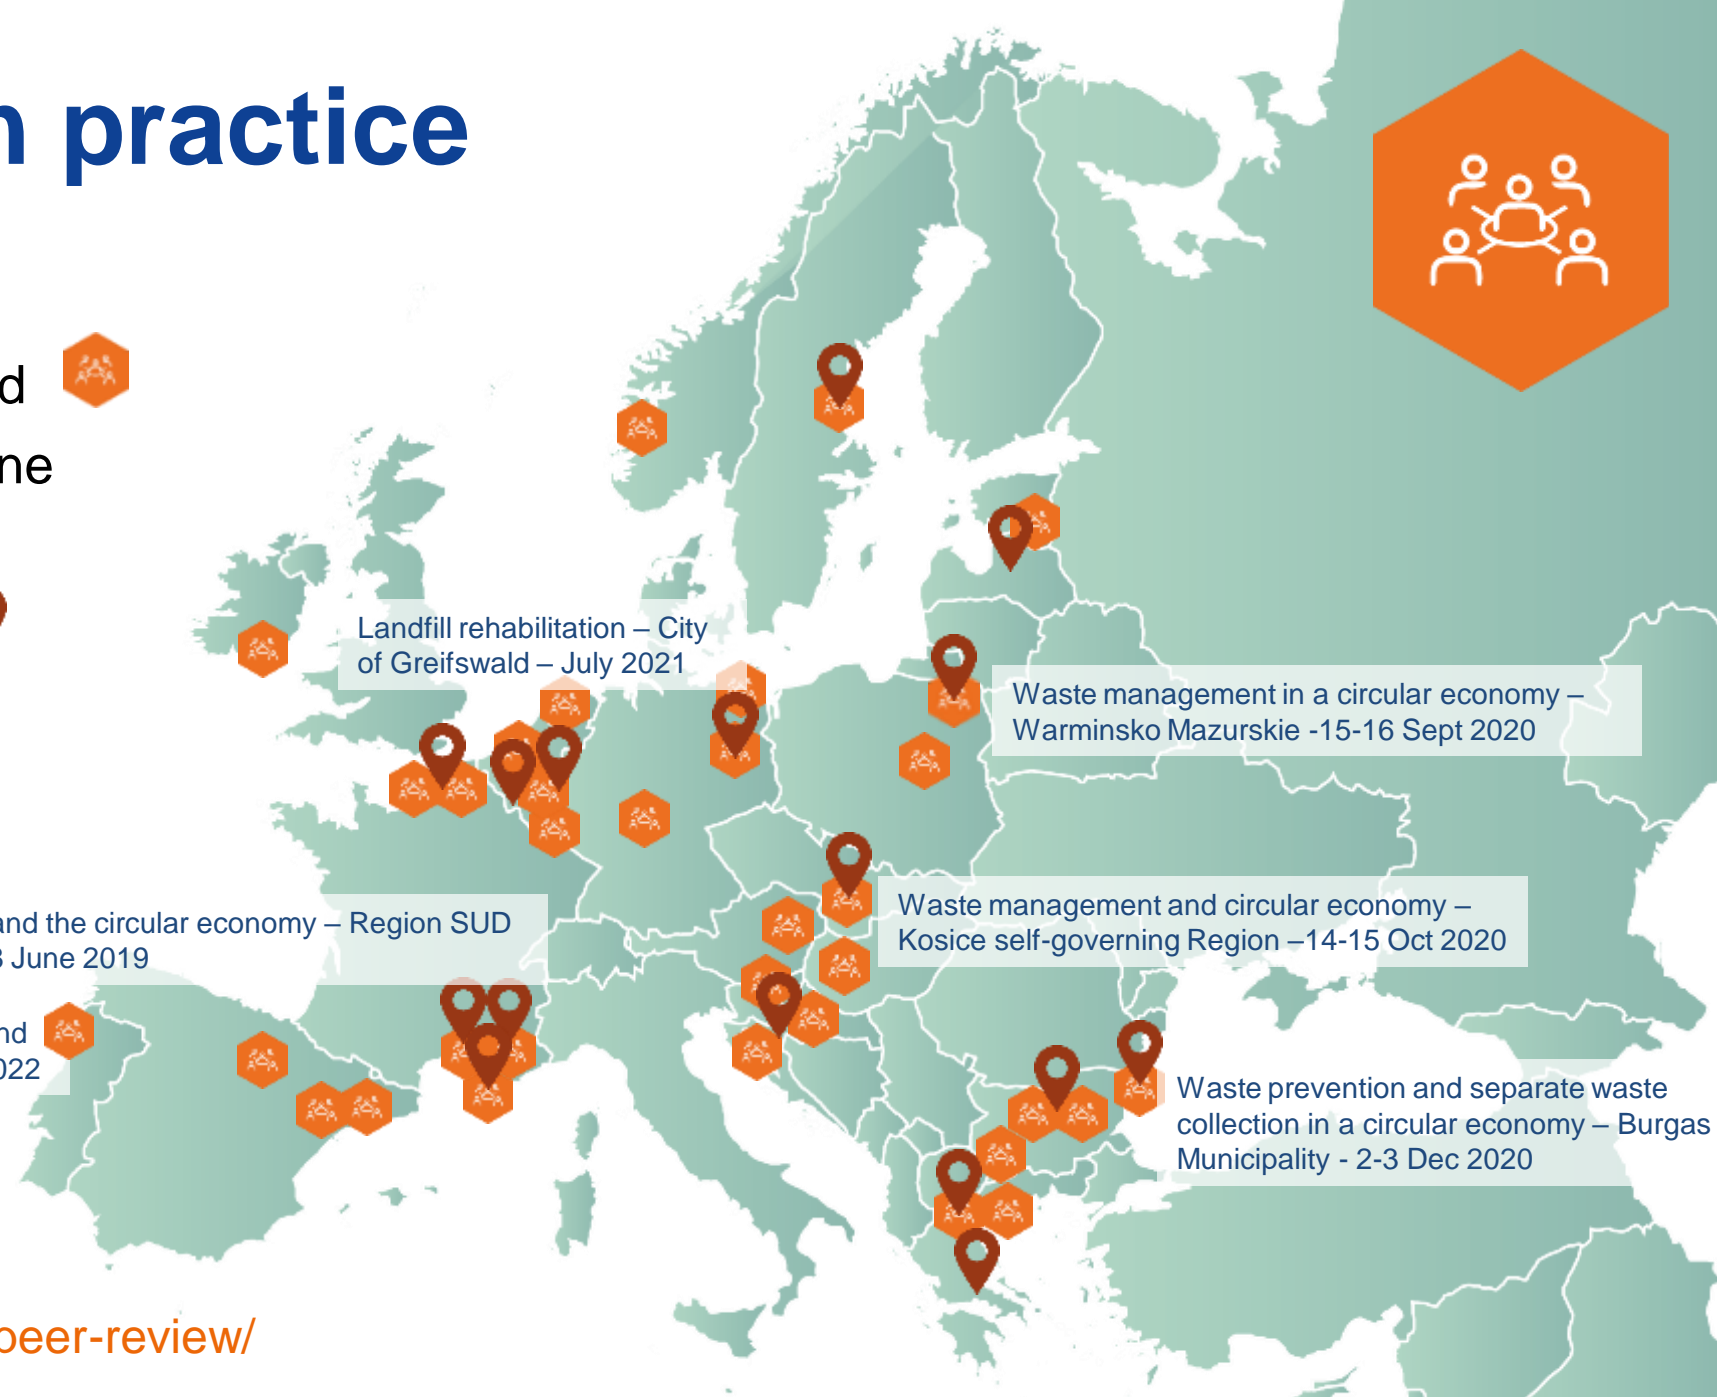 n practice
d
ne
Landfill rehabilitation – City
of Greifswald – July 2021
Waste management in a circular economy –
Warminsko Mazurskie -15-16 Sept 2020
and the circular economy – Region SUD
3 June 2019
Waste management and circular economy –
Kosice self-governing Region –14-15 Oct 2020
nd
022
Waste prevention and separate waste
collection in a circular economy – Burgas
Municipality - 2-3 Dec 2020
peer-review/